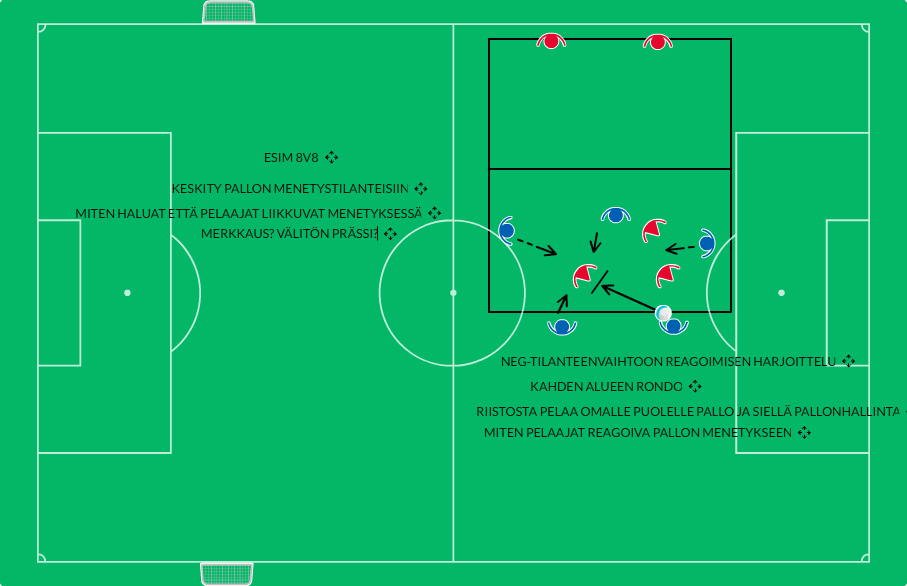 ESIM 8V8
KESKITY PALLON MENETYSTILANTEISIIN
MITEN HALUAT ETTÄ PELAAJAT LIIKKUVAT MENETYKSESSÄ
MERKKAUS? VÄLITÖN PRÄSSI?
NEG-TILANTEENVAIHTOON REAGOIMISEN HARJOITTELU
KAHDEN ALUEEN RONDO
RIISTOSTA PELAA OMALLE PUOLELLE PALLO JA SIELLÄ PALLONHALLINTA
MITEN PELAAJAT REAGOIVA PALLON MENETYKSEEN